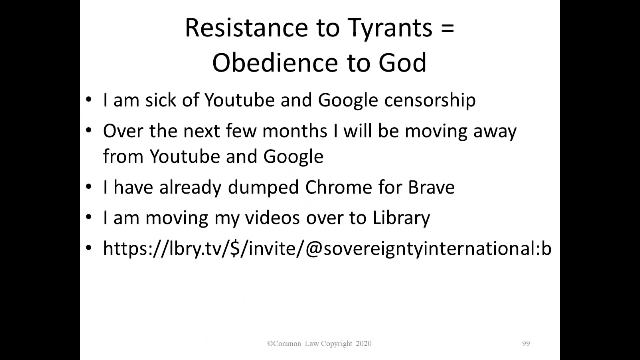 Resistance to Tyrants =
Obedience to God
• I am sick of Youtube and Google censorship
• Over the next few months I will be moving away
from Youtube and Google
• I have already dumped Chrome for Brave
• I am moving my videos over to Library
• https://lbry.tv/$/invite/@sovereigntyinternational:b
©Common Law Copyright 2020
99